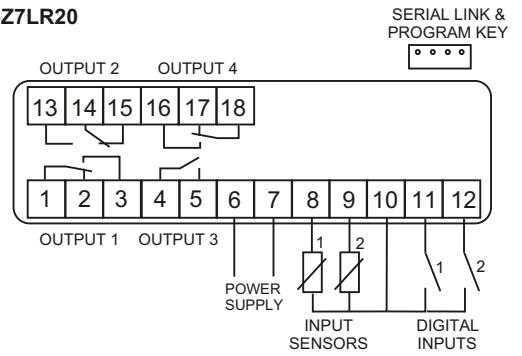 Z7LR20
SERIAL LINK &
PROGRAM KEY
OUTPUT 2 OUTPUT 4
13 14 15 16 17 18
1 2 3 4 5 6 7 8 9 10 11 12
OUTPUT 1 OUTPUT 3
1 2 1 2
POWER
SUPPLY
INPUT
SENSORS
DIGITAL
INPUTS